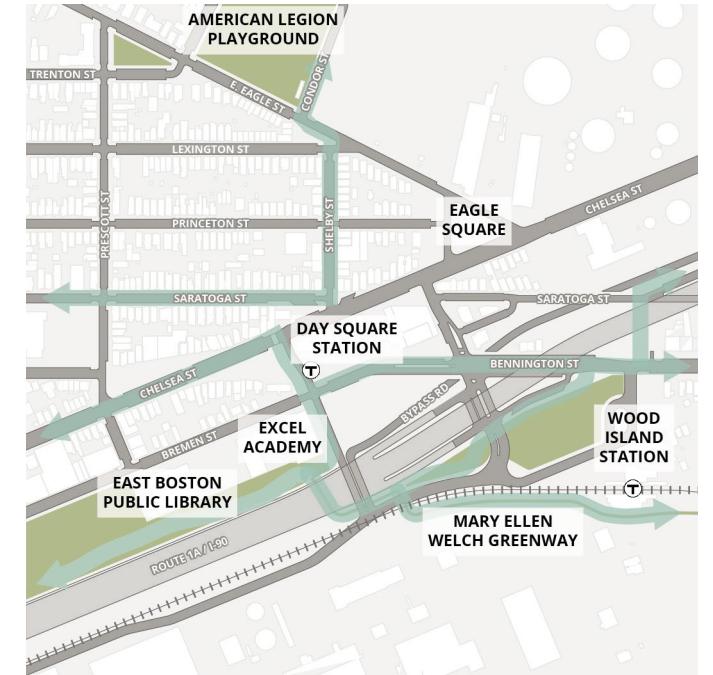 AMERICAN LEGION
PLAYGROUND
TRENTON ST
CONDOR ST
E. EAGLE ST
LEXINGTON ST
PRESCOTT ST
CHELSEA ST
EAGLE
SQUARE
PRINCETON ST
SHELBY ST
SARATOGA ST
SARATOGA ST
DAY SQUARE
STATION
T
BENNINGTON ST
CHELSEA ST
BYPASS RD
WOOD
ISLAND
STATION
T
EXCEL
ACADEMY
BREMEN ST
EAST BOSTON
PUBLIC LIBRARY
MARY ELLEN
WELCH GREENWAY
ROUTE 1A / I-90